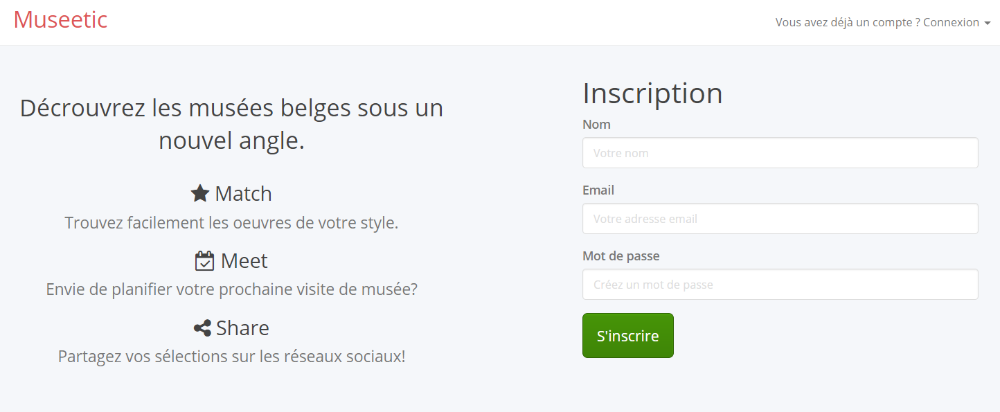 Museetic
Vous avez déjà un compte ? Connexion
Décrouvrez les musées belges sous un
nouvel angle.
Match
Trouvez facilement les oeuvres de votre style.
Meet
Envie de planifier votre prochaine visite de musée?
Share
Partagez vos sélections sur les réseaux sociaux!
Inscription
Nom
Votre nom
Email
Votre adresse email
Mot de passe
Créez un mot de passe
S'inscrire